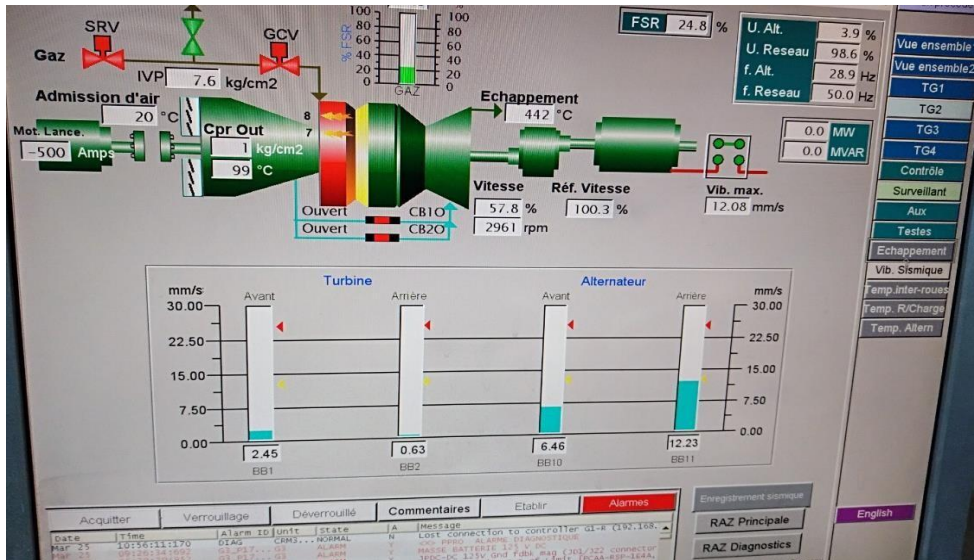 SRV
GCV
Gaz
IVP 7.6 kg/cm2
% FSR
100 100
80 80
60 60
40 40
20 20
0 0
GAZ
FSR 24.8 %
U. Alt. 3.9 %
U. Reseau 98.6 %
f. Alt. 28.9 Hz
f. Reseau 50.0 Hz
Vue ensemble1
Vue ensemble2
TG1
TG2
TG3
TG4
Contrôle
Surveillant
Aux
Testes
Echappement
Vib. Sismique
Temp.inter-roues
Temp. R/Charge
Temp. Altern
Admission d'air
20 °C
Mot. Lance.
-500 Amps
Cpr Out
1 kg/cm2
99 °C
8
7
Echappement
442 °C
0.0 MW
0.0 MVAR
Ouvert CB1O
Ouvert CB2O
Vitesse
57.8 %
2961 rpm
Réf. Vitesse
100.3 %
Vib. max.
12.08 mm/s
Turbine Alternateur
mm/s Avant Arrière Avant Arrière mm/s
30.00 30.00
22.50 22.50
15.00 15.00
7.50 7.50
0.00 0.00
2.45 0.63 6.46 12.23
BB1 BB2 BB10 BB11
Acquitter Verrouillage Déverrouillé Commentaires Etablir Alarmes
Date Time Alarm ID Unit State A Message
Mar 25 10:56:11:170 DIAG CRM3... NORMAL N Lost connection to controller G1-R (192.168.
ALARM
MASSE BATTERIE 125 V DC
Enregistrement sismique
RAZ Principale
RAZ Diagnostics
English